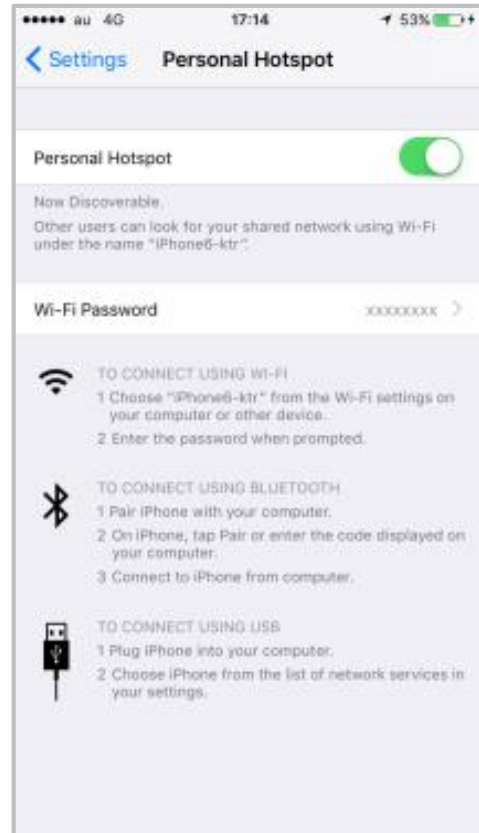 au 4G 17:14 53%
Settings Personal Hotspot
Personal Hotspot
Now Discoverable.
Other users can look for your shared network using Wi-Fi
under the name "iPhone6-ktr".
Wi-Fi Password xxxxxxxx
TO CONNECT USING WI-FI
1 Choose "iPhone6-ktr" from the Wi-Fi settings on
your computer or other device.
2 Enter the password when prompted.
TO CONNECT USING BLUETOOTH
1 Pair iPhone with your computer.
2 On iPhone, tap Pair or enter the code displayed on
your computer.
3 Connect to iPhone from computer.
TO CONNECT USING USB
1 Plug iPhone into your computer.
2 Choose iPhone from the list of network services in
your settings.